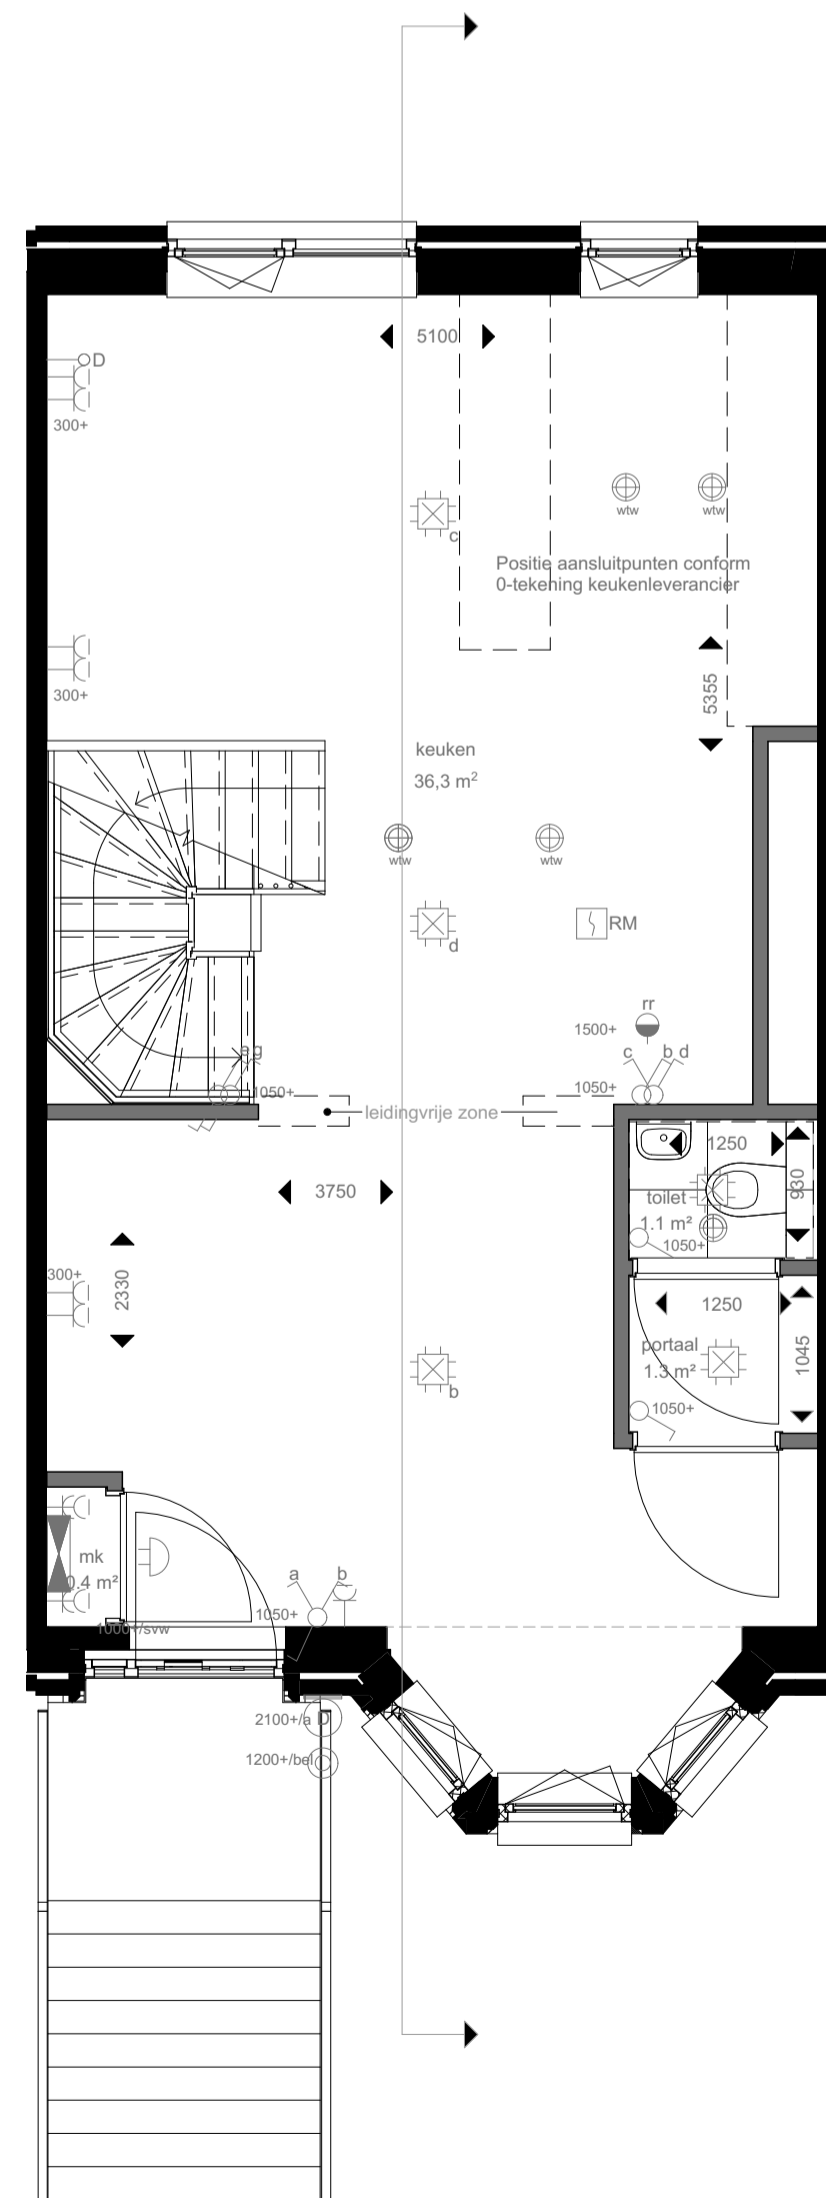 5100
D
300+
c
wtw
wtw
Positie aansluitpunten conform
0-tekening keukenleverancier
300+
5355
keuken
36,3 m²
wtw
wtw
d
RM
rr
1500+
c
b d
1050+
e g
1050+
leidingvrije zone
1250
930
toilet
1.1 m²
1050+
3750
300+
2330
1250
portaal
1.3 m²
1045
b
1050+
mk
0.4 m²
a
b
1050+
1000+/svw
2100+/a D
1200+/bel